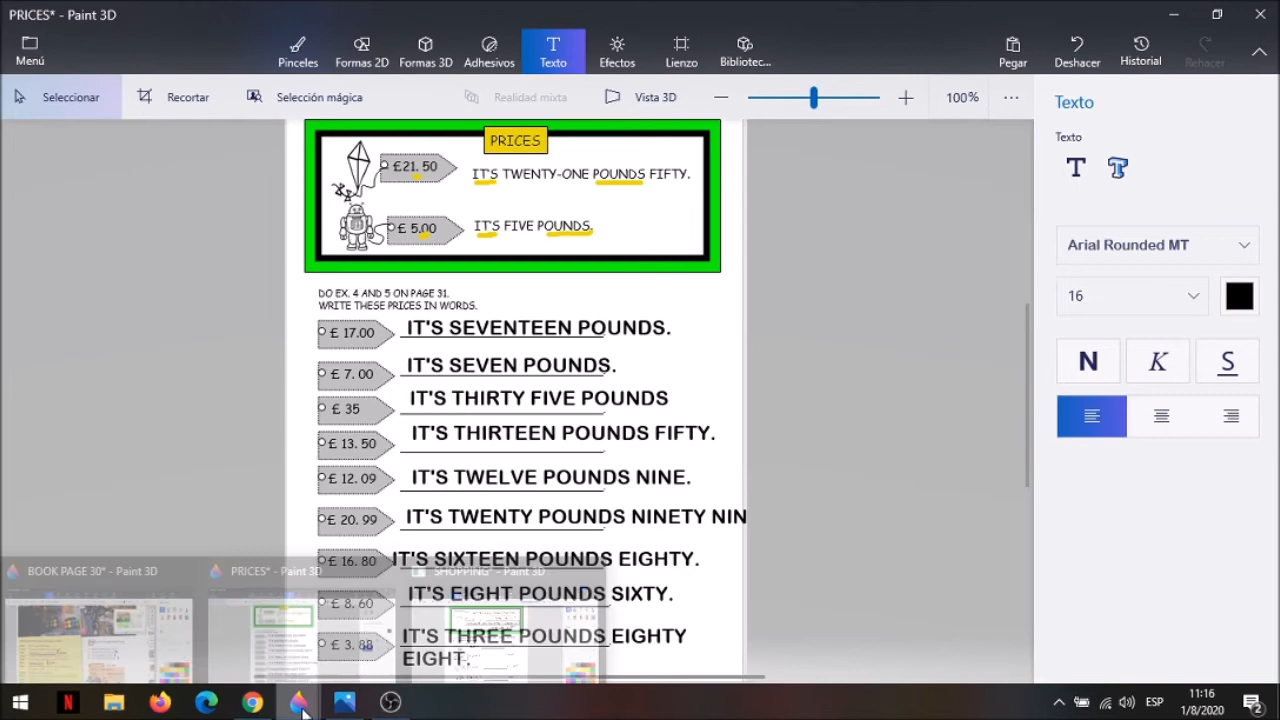 PRICES* - Paint 3D
Menú
Pinceles
Formas 2D
Formas 3D
Adhesivos
Texto
Efectos
Lienzo
Bibliotec...
Pegar
Deshacer
Historial
Rehacer
Seleccionar
Recortar
Selección mágica
Realidad mixta
Vista 3D
100%
Texto
Texto
Arial Rounded MT
16
N K S
PRICES
£21. 50
IT'S TWENTY-ONE POUNDS FIFTY.
£ 5.00
IT'S FIVE POUNDS.
DO EX. 4 AND 5 ON PAGE 31.
WRITE THESE PRICES IN WORDS.
£ 17.00 IT'S SEVENTEEN POUNDS.
£ 7. 00 IT'S SEVEN POUNDS.
£ 35 IT'S THIRTY FIVE POUNDS
£ 13. 50 IT'S THIRTEEN POUNDS FIFTY.
£ 12. 09 IT'S TWELVE POUNDS NINE.
£ 20. 99 IT'S TWENTY POUNDS NINETY NIN
£ 16. 80 IT'S SIXTEEN POUNDS EIGHTY.
BOOK PAGE 30* - Paint 3D
PRICES* - Paint 3D
SHOPPING* - Paint 3D
£ 8. 60 IT'S EIGHT POUNDS SIXTY.
£ 3. 88 IT'S THREE POUNDS EIGHTY
EIGHT.
ESP
11:16
1/8/2020
2